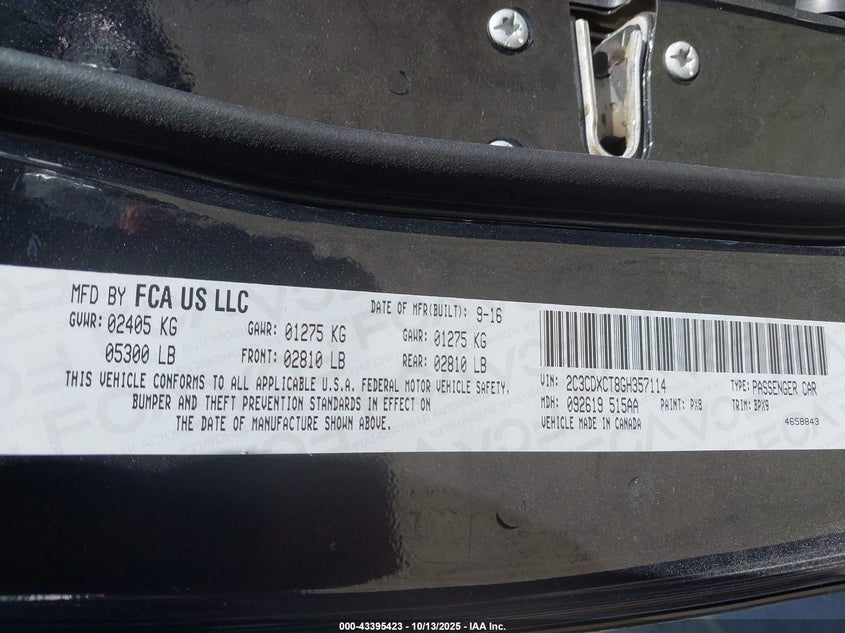 MFD BY FCA US LLC
DATE OF MFR(BUILT): 9-16
GVWR: 02405 KG GAWR: 01275 KG GAWR: 01275 KG
05300 LB FRONT: 02810 LB REAR: 02810 LB
THIS VEHICLE CONFORMS TO ALL APPLICABLE U.S.A. FEDERAL MOTOR VEHICLE SAFETY,
BUMPER AND THEFT PREVENTION STANDARDS IN EFFECT ON
THE DATE OF MANUFACTURE SHOWN ABOVE.
VIN: 2C3CDXCT8GH357114 TYPE: PASSENGER CAR
MDH: 092619 515AA PAINT: PX8 TRIM: BPX9
VEHICLE MADE IN CANADA 4658843
000-43395423 - 10/13/2025 - IAA Inc.